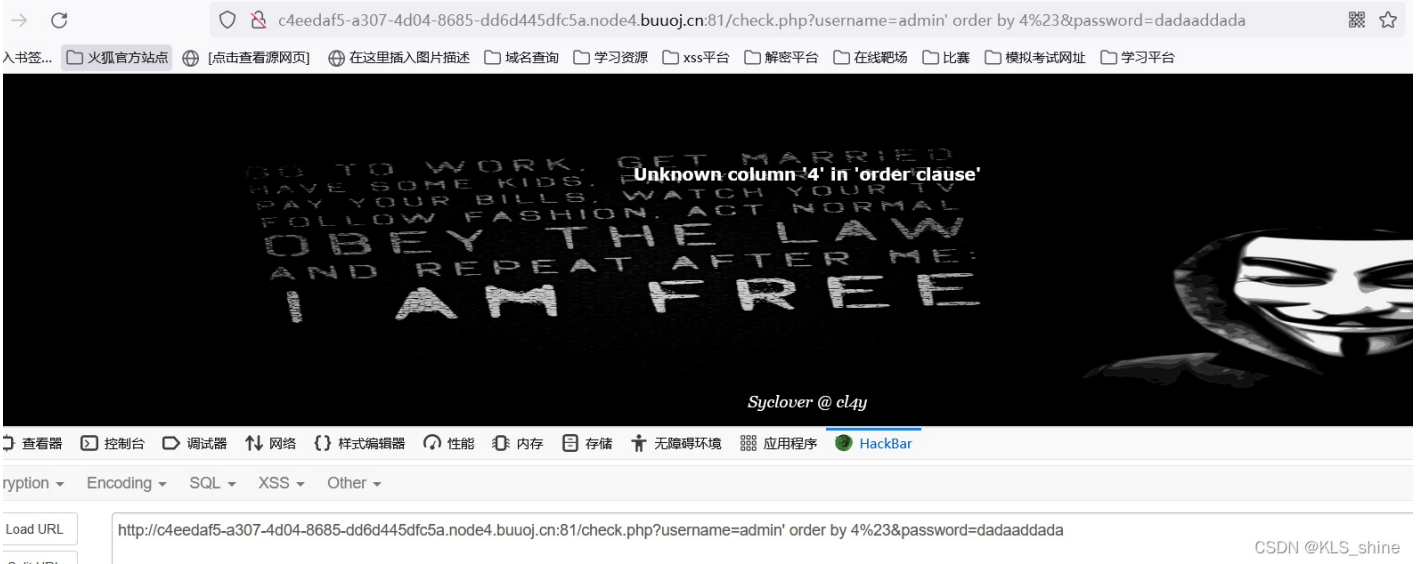 c4eedaf5-a307-4d04-8685-dd6d445dfc5a.node4.buuoj.cn:81/check.php?username=admin' order by 4%23&password=dadaaddada
入书签... 火狐官方站点 [点击查看源网页] 在这里插入图片描述 域名查询 学习资源 xss平台 解密平台 在线靶场 比赛 模拟考试网址 学习平台
GO TO WORK. GET MARRIED
Unknown column '4' in 'order clause'
HAVE SOME KIDS.
PAY YOUR BILLS. WATCH YOUR TV
FOLLOW FASHION. ACT NORMAL
OBEY THE LAW
AND REPEAT AFTER ME:
I AM FREE
Syclover @ cl4y
查看器 控制台 调试器 网络 样式编辑器 性能 内存 存储 无障碍环境 应用程序 HackBar
ryption Encoding SQL XSS Other
Load URL http://c4eedaf5-a307-4d04-8685-dd6d445dfc5a.node4.buuoj.cn:81/check.php?username=admin' order by 4%23&password=dadaaddada
CSDN @KLS_shine